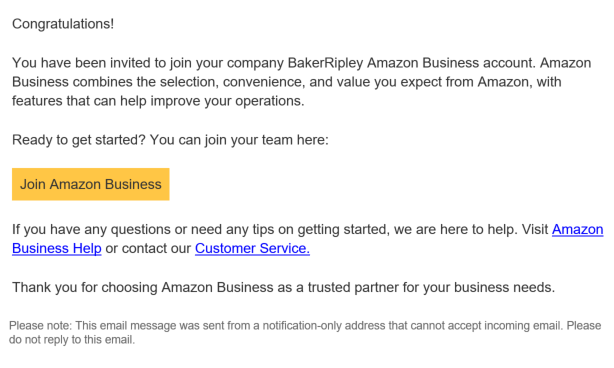 Congratulations!
You have been invited to join your company BakerRipley Amazon Business account. Amazon
Business combines the selection, convenience, and value you expect from Amazon, with
features that can help improve your operations.
Ready to get started? You can join your team here:
Join Amazon Business
If you have any questions or need any tips on getting started, we are here to help. Visit Amazon
Business Help or contact our Customer Service.
Thank you for choosing Amazon Business as a trusted partner for your business needs.
Please note: This email message was sent from a notification-only address that cannot accept incoming email. Please
do not reply to this email.